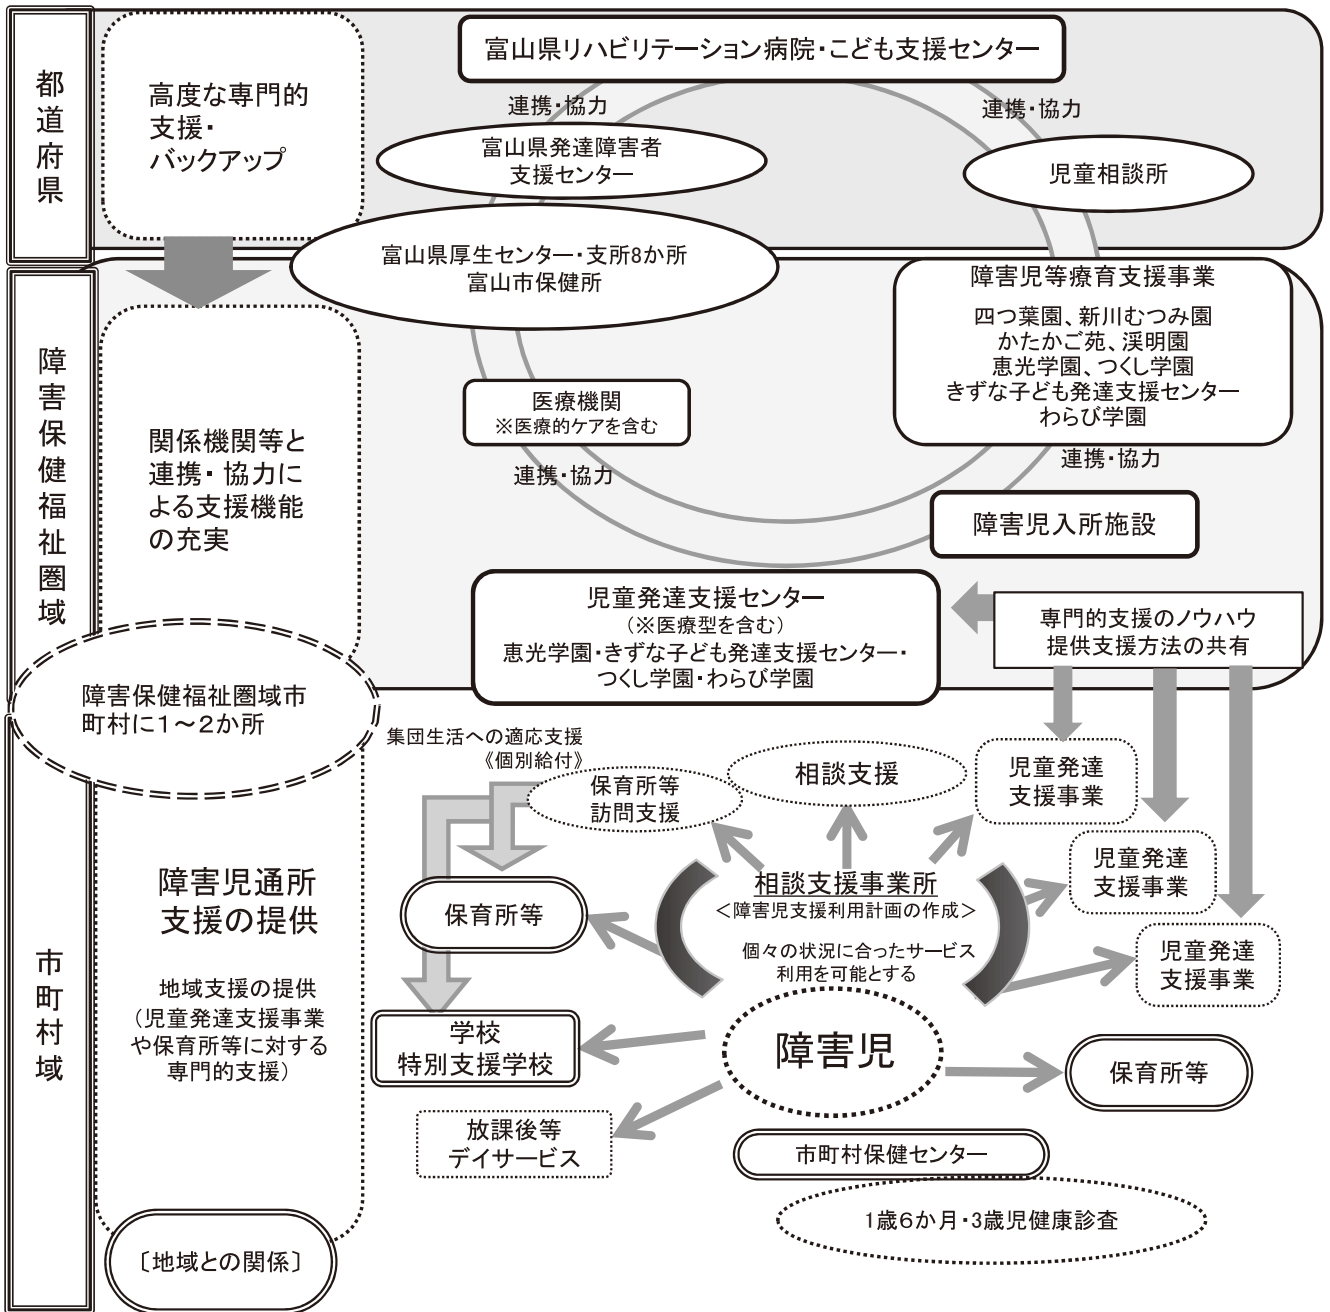 都道府県
高度な専門的
支援・
バックアップ
富山県リハビリテーション病院・こども支援センター
連携・協力
連携・協力
富山県発達障害者
支援センター
児童相談所
富山県厚生センター・支所8か所
富山市保健所
障害保健福祉圏域
関係機関等と
連携・協力に
よる支援機能
の充実
障害児等療育支援事業
四つ葉園、新川むつみ園
かたかご苑、渓明園
恵光学園、つくし学園
きずな子ども発達支援センター
わらび学園
医療機関
※医療的ケアを含む
連携・協力
連携・協力
障害児入所施設
児童発達支援センター
（※医療型を含む）
恵光学園・きずな子ども発達支援センター・
つくし学園・わらび学園
専門的支援のノウハウ
提供支援方法の共有
障害保健福祉圏域市
町村に１～２か所
市町村域
障害児通所
支援の提供
地域支援の提供
（児童発達支援事業
や保育所等に対する
専門的支援）
〔地域との関係〕
集団生活への適応支援
《個別給付》
保育所等
訪問支援
相談支援
児童発達
支援事業
児童発達
支援事業
児童発達
支援事業
相談支援事業所
＜障害児支援利用計画の作成＞
個々の状況に合ったサービス
利用を可能とする
保育所等
学校
特別支援学校
障害児
保育所等
放課後等
デイサービス
市町村保健センター
1歳6か月・3歳児健康診査